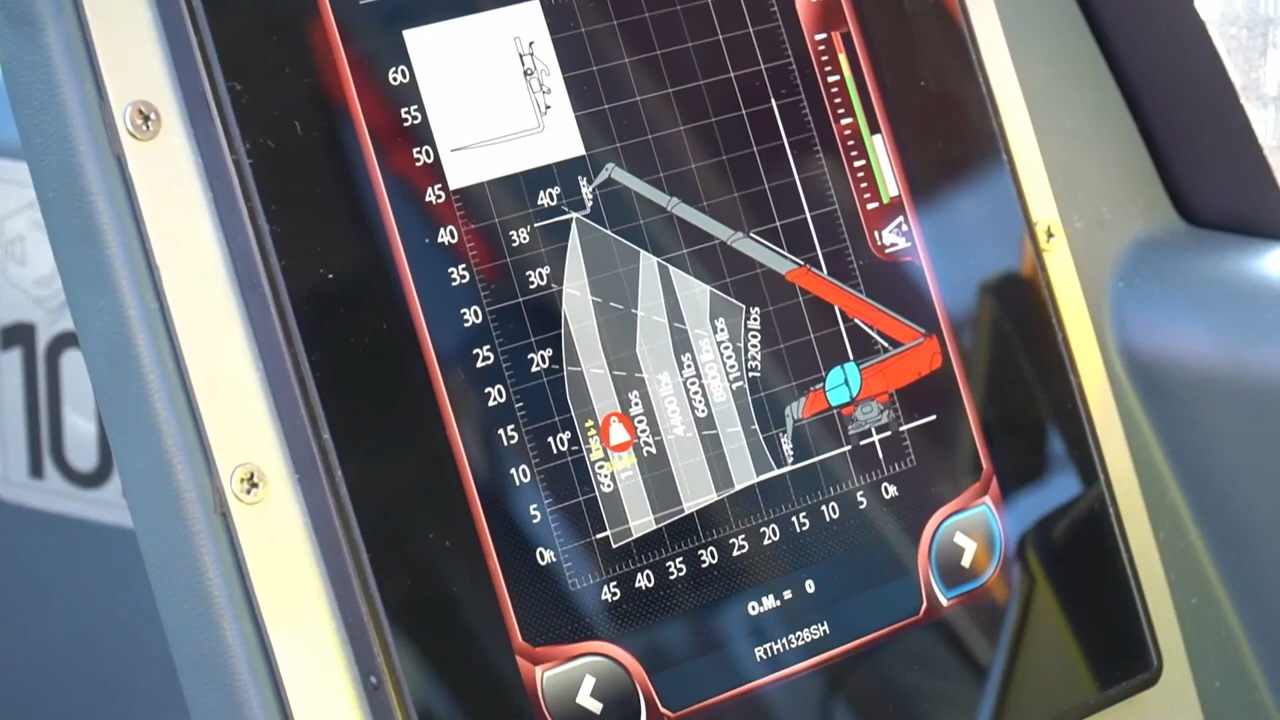 60
55
50
45
40
35
30
25
20
15
10
5
0ft
40°
38'
30°
20°
10°
660 lbs
2200 lbs
4400 lbs
6600 lbs
8800 lbs
11000 lbs
13200 lbs
45 40 35 30 25 20 15 10 5 0ft
O.M. = 0
RTH1326SH
10